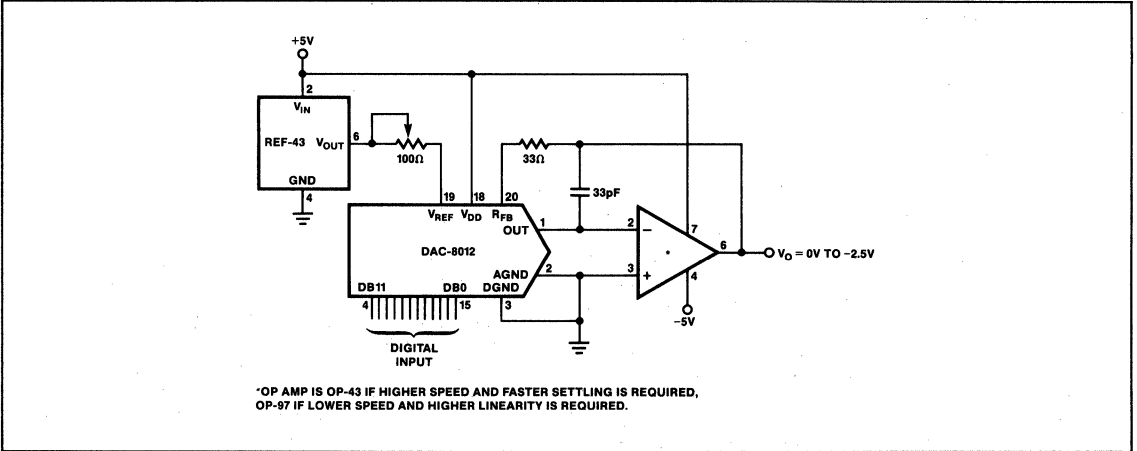 +5V
2
VIN
REF-43 VOUT 6
100Ω
GND
4
33Ω
33pF
19 18 20
VREF VDD RFB
OUT 1
DAC-8012
AGND 2
DB11 DB0 DGND
4 15 3
DIGITAL
INPUT
2 −
3 +
*
7
6
4
−5V
VO = 0V TO −2.5V
*OP AMP IS OP-43 IF HIGHER SPEED AND FASTER SETTLING IS REQUIRED,
OP-97 IF LOWER SPEED AND HIGHER LINEARITY IS REQUIRED.